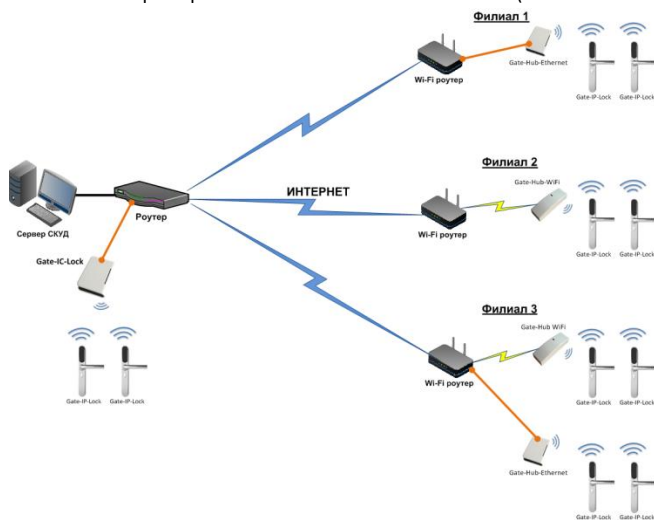 Филиал 1
Wi-Fi роутер
Gate-Hub-Ethernet
Gate-IP-Lock
Gate-IP-Lock
Филиал 2
Gate-Hub-WiFi
ИНТЕРНЕТ
Wi-Fi роутер
Gate-IP-Lock
Gate-IP-Lock
Сервер СКУД
Роутер
Gate-IC-Lock
Gate-IP-Lock
Gate-IP-Lock
Филиал 3
Gate-Hub WiFi
Wi-Fi роутер
Gate-IP-Lock
Gate-IP-Lock
Gate-Hub-Ethernet
Gate-IP-Lock
Gate-IP-Lock